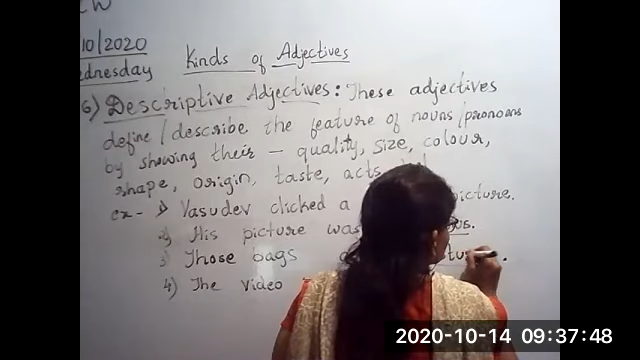 10/2020
Kinds of Adjectives
6) Descriptive Adjectives: These adjectives
define/describe the feature of nouns/pronouns
by showing their - quality, size, colour,
shape, origin, taste, acts
ex- 1) Vasudev clicked a picture.
2) His picture was
3) Those bags
4) The video
2020-10-14 09:37:48